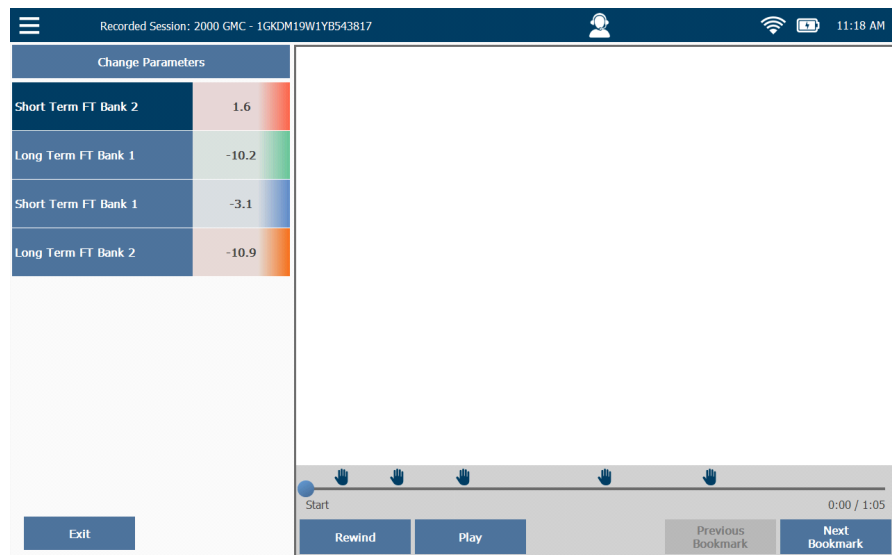 Recorded Session: 2000 GMC - 1GKDM19W1YB543817
11:18 AM
Change Parameters
Short Term FT Bank 2
1.6
Long Term FT Bank 1
-10.2
Short Term FT Bank 1
-3.1
Long Term FT Bank 2
-10.9
Start
0:00 / 1:05
Exit
Rewind
Play
Previous
Bookmark
Next
Bookmark